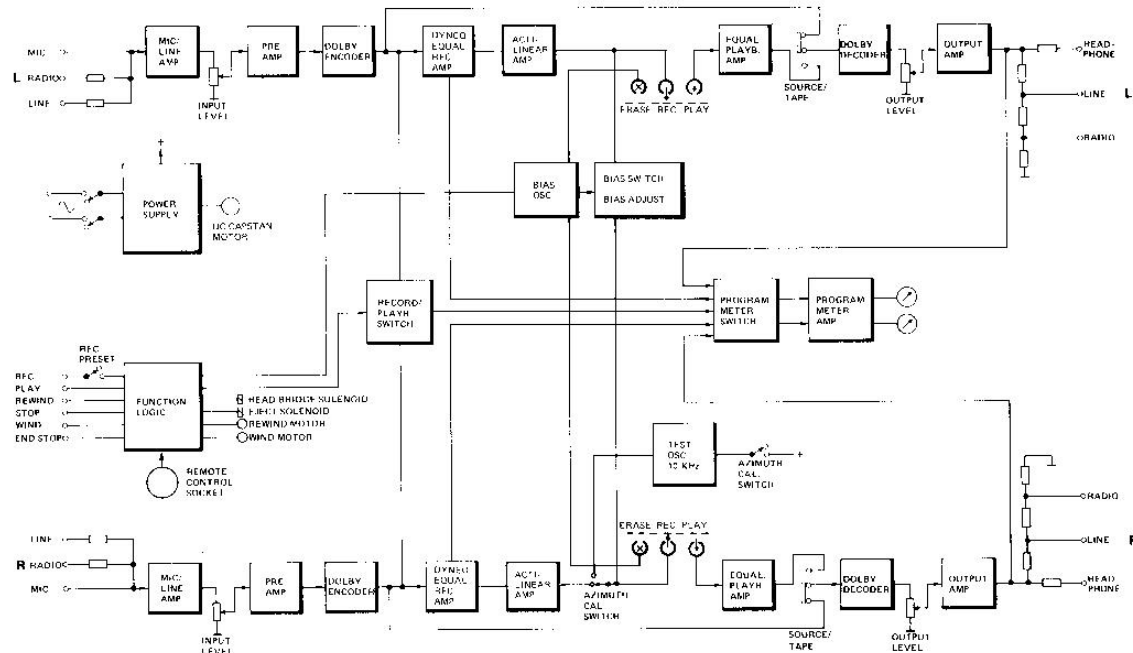 MIC
L RADIO
LINE
MIC/
LINE
AMP
INPUT
LEVEL
PRE
AMP
DOLBY
ENCODER
DYNEQ
EQUAL
REC AMP
ACTI-
LINEAR
AMP
ERASE REC PLAY
EQUAL
PLAYB.
AMP
SOURCE/
TAPE
DOLBY
DECODER
OUTPUT
LEVEL
OUTPUT
AMP
HEAD-
PHONE
LINE L
RADIO
+
POWER
SUPPLY
DC CAPSTAN
MOTOR
BIAS
OSC
BIAS SWITCH
BIAS ADJUST
RECORD/
PLAYB
SWITCH
PROGRAM
METER
SWITCH
PROGRAM
METER
AMP
REC
PRESET
REC
PLAY
REWIND
STOP
WIND
END STOP
FUNCTION
LOGIC
HEAD BRIDGE SOLENOID
EJECT SOLENOID
REWIND MOTOR
WIND MOTOR
REMOTE
CONTROL
SOCKET
TEST
OSC
10 KHz
AZIMUTH
CAL.
SWITCH
+
LINE
R RADIO
MIC
MIC/
LINE
AMP
INPUT
LEVEL
PRE
AMP
DOLBY
ENCODER
DYNEQ
EQUAL
REC AMP
ACTI-
LINEAR
AMP
AZIMUTH
CAL
SWITCH
ERASE REC PLAY
EQUAL.
PLAYB
AMP
SOURCE/
TAPE
DOLBY
DECODER
OUTPUT
LEVEL
OUTPUT
AMP
RADIO
LINE
HEAD
PHONE